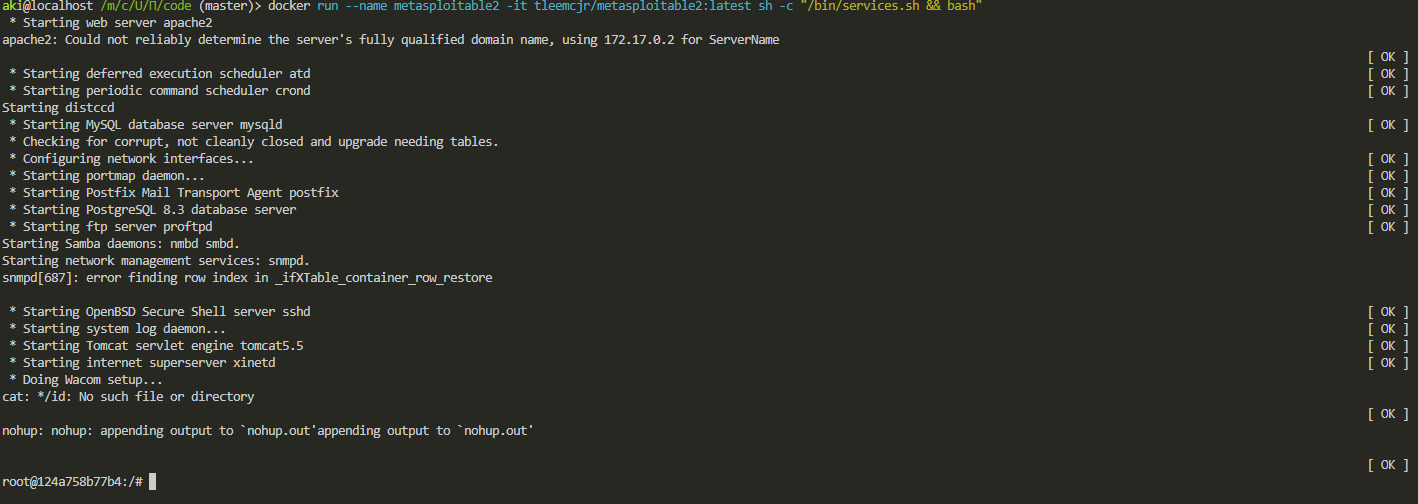 aki@localhost /m/c/U/П/code (master)> docker run --name metasploitable2 -it tleemcjr/metasploitable2:latest sh -c "/bin/services.sh && bash"
 * Starting web server apache2
apache2: Could not reliably determine the server's fully qualified domain name, using 172.17.0.2 for ServerName
[ OK ]
 * Starting deferred execution scheduler atd [ OK ]
 * Starting periodic command scheduler crond [ OK ]
Starting distccd
 * Starting MySQL database server mysqld [ OK ]
 * Checking for corrupt, not cleanly closed and upgrade needing tables.
 * Configuring network interfaces... [ OK ]
 * Starting portmap daemon... [ OK ]
 * Starting Postfix Mail Transport Agent postfix [ OK ]
 * Starting PostgreSQL 8.3 database server [ OK ]
 * Starting ftp server proftpd [ OK ]
Starting Samba daemons: nmbd smbd.
Starting network management services: snmpd.
snmpd[687]: error finding row index in _ifXTable_container_row_restore
 * Starting OpenBSD Secure Shell server sshd [ OK ]
 * Starting system log daemon... [ OK ]
 * Starting Tomcat servlet engine tomcat5.5 [ OK ]
 * Starting internet superserver xinetd [ OK ]
 * Doing Wacom setup...
cat: */id: No such file or directory
[ OK ]
nohup: nohup: appending output to `nohup.out'appending output to `nohup.out'
[ OK ]
root@124a758b77b4:/#